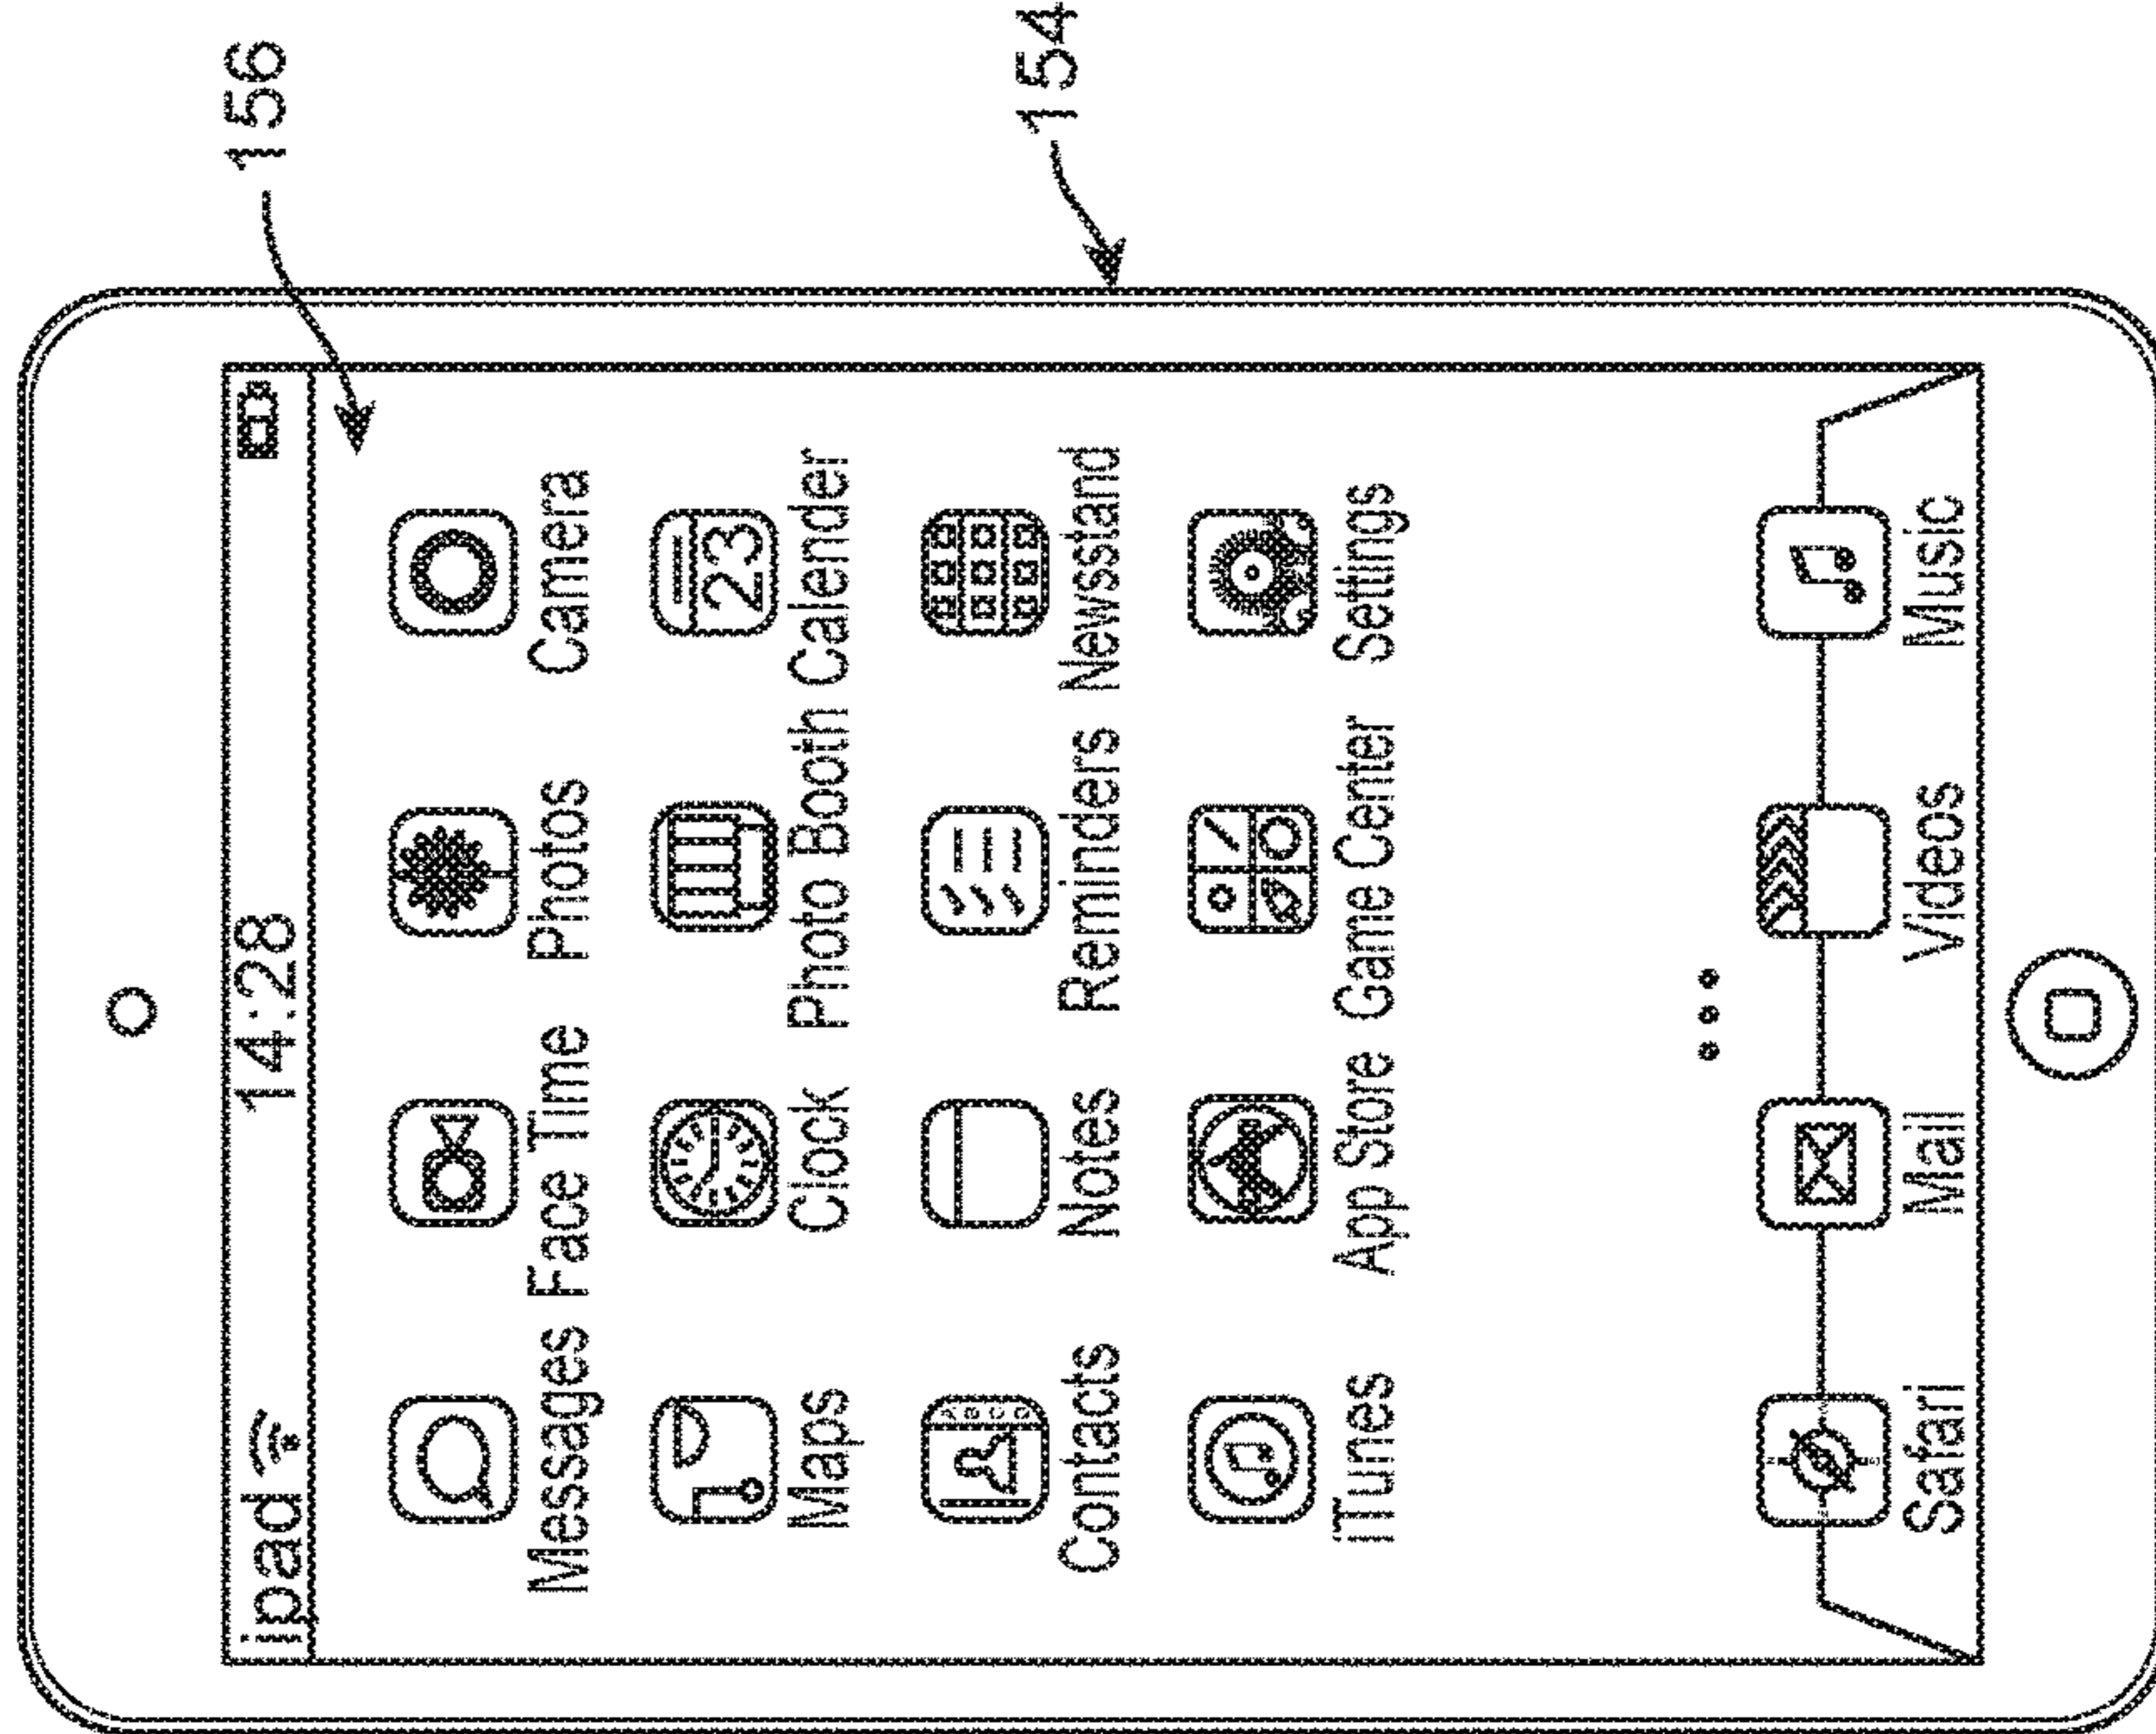 156
154
ipad 14:28
Messages Face Time Photos Camera
23
Maps Clock Photo Booth Calender
A B C D
Contacts Notes Reminders Newsstand
iTunes App Store Game Center Settings
Safari Mail Videos Music